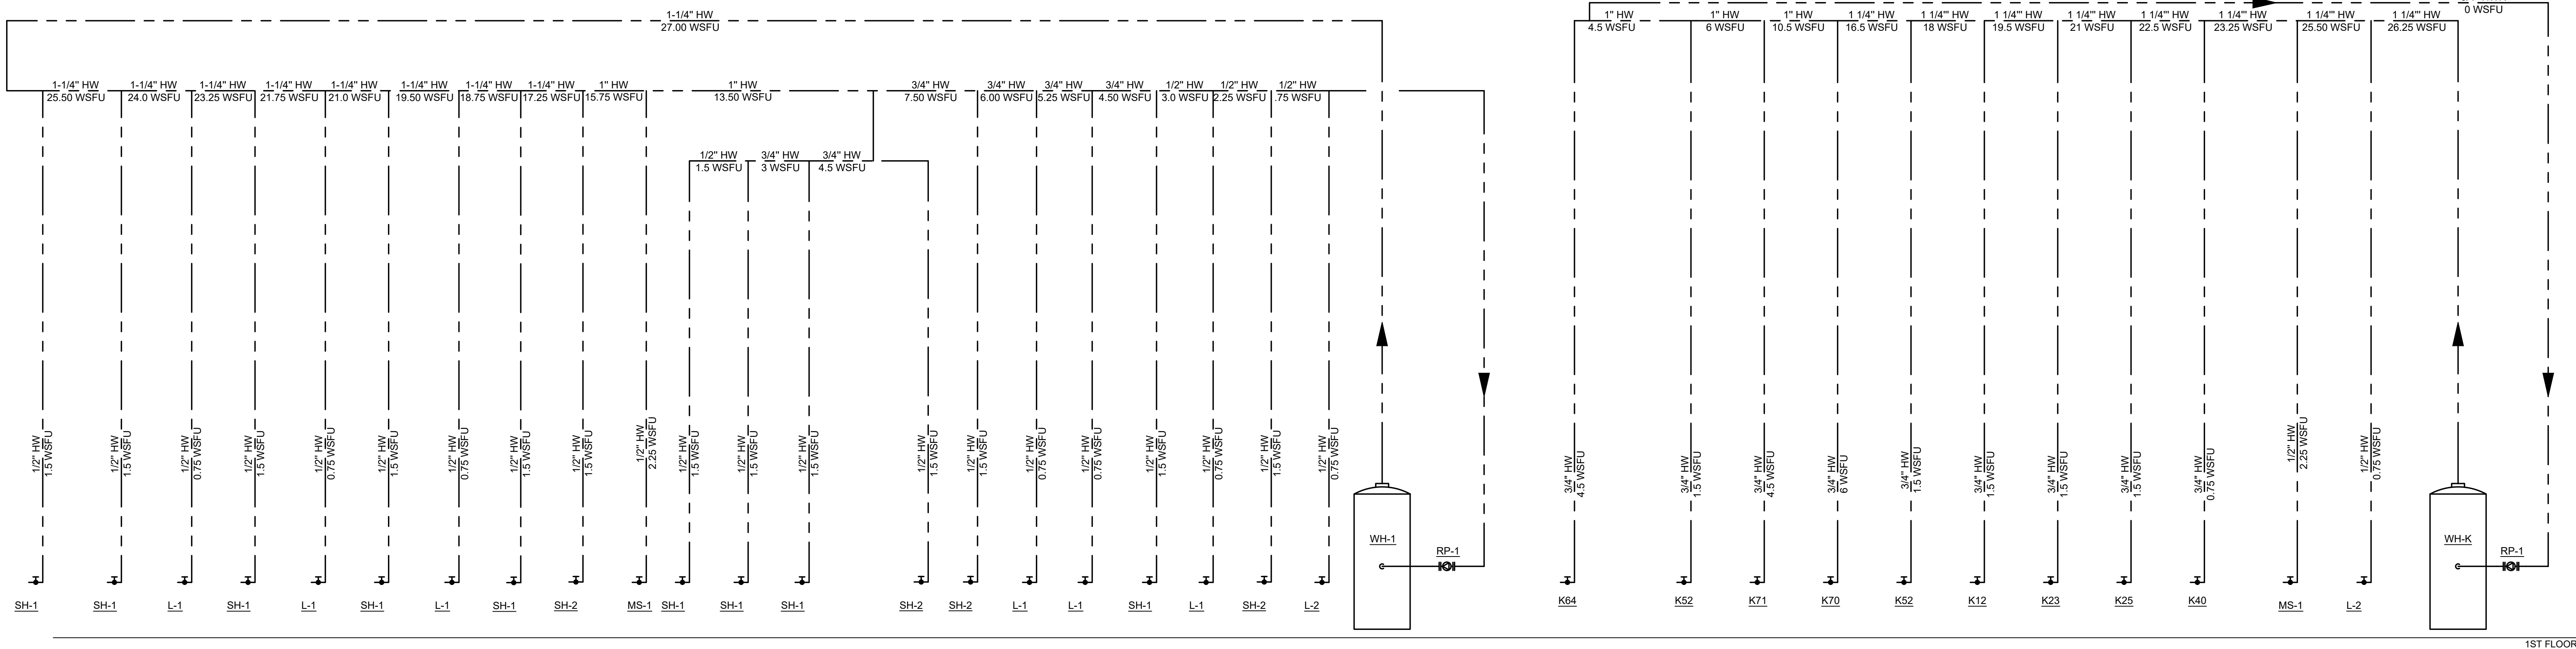 1-1/4" HW
27.00 WSFU
0 WSFU
1" HW
4.5 WSFU
1" HW
6 WSFU
1" HW
10.5 WSFU
1 1/4"' HW
16.5 WSFU
1 1/4"' HW
18 WSFU
1 1/4"' HW
19.5 WSFU
1 1/4"' HW
21 WSFU
1 1/4"' HW
22.5 WSFU
1 1/4"' HW
23.25 WSFU
1 1/4"' HW
25.50 WSFU
1 1/4"' HW
26.25 WSFU
1-1/4" HW
25.50 WSFU
1-1/4" HW
24.0 WSFU
1-1/4" HW
23.25 WSFU
1-1/4" HW
21.75 WSFU
1-1/4" HW
21.0 WSFU
1-1/4" HW
19.50 WSFU
1-1/4" HW
18.75 WSFU
1-1/4" HW
17.25 WSFU
1" HW
15.75 WSFU
1" HW
13.50 WSFU
3/4" HW
7.50 WSFU
3/4" HW
6.00 WSFU
3/4" HW
5.25 WSFU
3/4" HW
4.50 WSFU
1/2" HW
3.0 WSFU
1/2" HW
2.25 WSFU
1/2" HW
.75 WSFU
1/2" HW
1.5 WSFU
3/4" HW
3 WSFU
3/4" HW
4.5 WSFU
1/2" HW
1.5 WSFU
1/2" HW
1.5 WSFU
1/2" HW
0.75 WSFU
1/2" HW
1.5 WSFU
1/2" HW
0.75 WSFU
1/2" HW
1.5 WSFU
1/2" HW
0.75 WSFU
1/2" HW
1.5 WSFU
1/2" HW
1.5 WSFU
1/2" HW
2.25 WSFU
1/2" HW
1.5 WSFU
1/2" HW
1.5 WSFU
1/2" HW
1.5 WSFU
1/2" HW
1.5 WSFU
1/2" HW
1.5 WSFU
1/2" HW
0.75 WSFU
1/2" HW
0.75 WSFU
1/2" HW
1.5 WSFU
1/2" HW
0.75 WSFU
1/2" HW
1.5 WSFU
1/2" HW
0.75 WSFU
3/4" HW
4.5 WSFU
3/4" HW
1.5 WSFU
3/4" HW
4.5 WSFU
3/4" HW
6 WSFU
3/4" HW
1.5 WSFU
3/4" HW
1.5 WSFU
3/4" HW
1.5 WSFU
3/4" HW
1.5 WSFU
3/4" HW
0.75 WSFU
1/2" HW
2.25 WSFU
1/2" HW
0.75 WSFU
WH-1
RP-1
WH-K
RP-1
SH-1
SH-1
L-1
SH-1
L-1
SH-1
L-1
SH-1
SH-2
MS-1
SH-1
SH-1
SH-1
SH-2
SH-2
L-1
L-1
SH-1
L-1
SH-2
L-2
K64
K52
K71
K70
K52
K12
K23
K25
K40
MS-1
L-2
1ST FLOOR